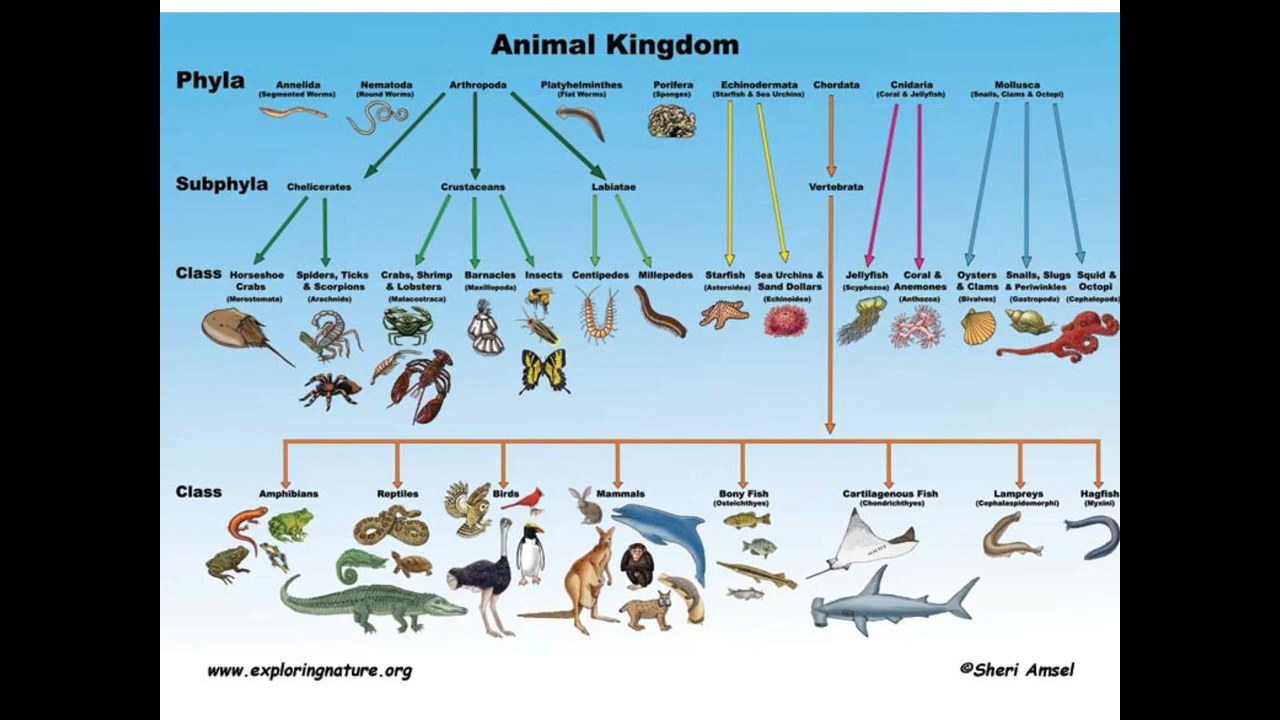 Animal Kingdom
Phyla
Annelida
(Segmented Worms)
Nematoda
(Round Worms)
Arthropoda
Platyhelminthes
(Flat Worms)
Porifera
(Sponges)
Echinodermata
(Starfish & Sea Urchins)
Chordata
Cnidaria
(Coral & Jellyfish)
Mollusca
(Snails, Clams & Octopi)
Subphyla
Chelicerates
Crustaceans
Labiatae
Vertebrata
Class
Horseshoe
Crabs
(Merostomata)
Spiders, Ticks
& Scorpions
(Arachnids)
Crabs, Shrimp
& Lobsters
(Malacostraca)
Barnacles
(Maxillopoda)
Insects
Centipedes
Millepedes
Starfish
(Asteroidea)
Sea Urchins &
Sand Dollars
(Echinoidea)
Jellyfish
(Scyphozoa)
Coral &
Anemones
(Anthozoa)
Oysters
& Clams
(Bivalves)
Snails, Slugs
& Periwinkles
(Gastropoda)
Squid &
Octopi
(Cephalopods)
Class
Amphibians
Reptiles
Birds
Mammals
Bony Fish
(Osteichthyes)
Cartilagenous Fish
(Chondrichthyes)
Lampreys
(Cephalaspidomorphi)
Hagfish
(Myxini)
www.exploringnature.org
©Sheri Amsel